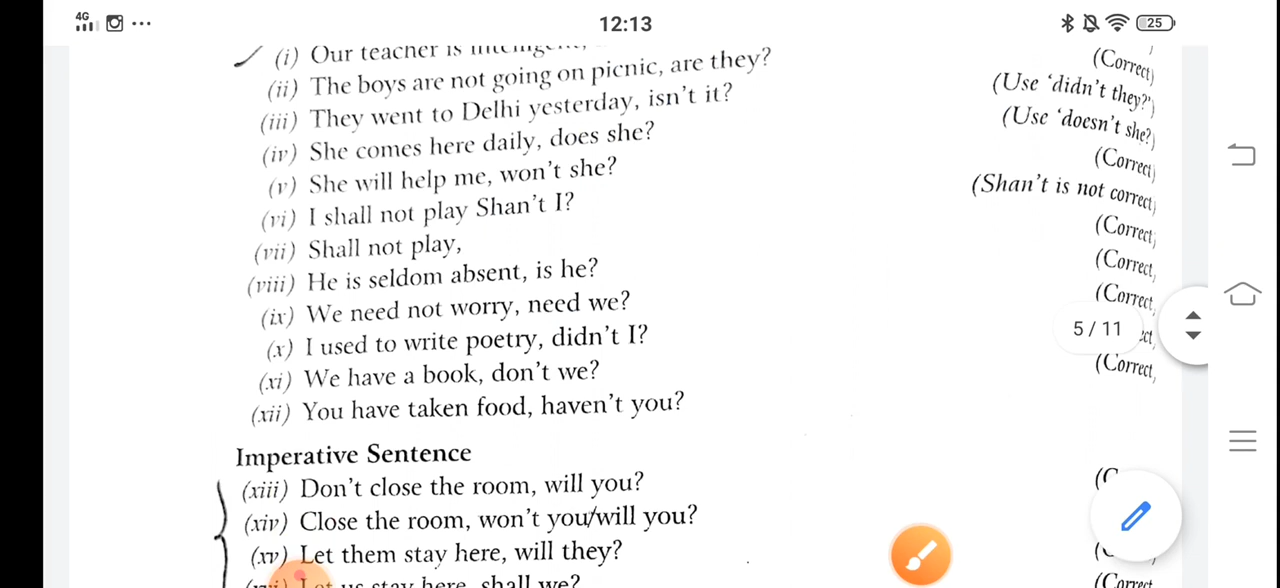 4G 12:13 25
(i) Our teacher is
(ii) The boys are not going on picnic, are they? (Correct)
(iii) They went to Delhi yesterday, isn't it? (Use 'didn't they?')
(iv) She comes here daily, does she? (Use 'doesn't she?)
(v) She will help me, won't she? (Correct)
(vi) I shall not play Shan't I? (Shan't is not correct)
(vii) Shall not play, (Correct,
(viii) He is seldom absent, is he? (Correct,
(ix) We need not worry, need we? (Correct,
(x) I used to write poetry, didn't I?
5 / 11
(xi) We have a book, don't we? (Correct,
(xii) You have taken food, haven't you?
Imperative Sentence
(xiii) Don't close the room, will you?
(xiv) Close the room, won't you/will you?
(xv) Let them stay here, will they?
us stay here, shall we? (Correct